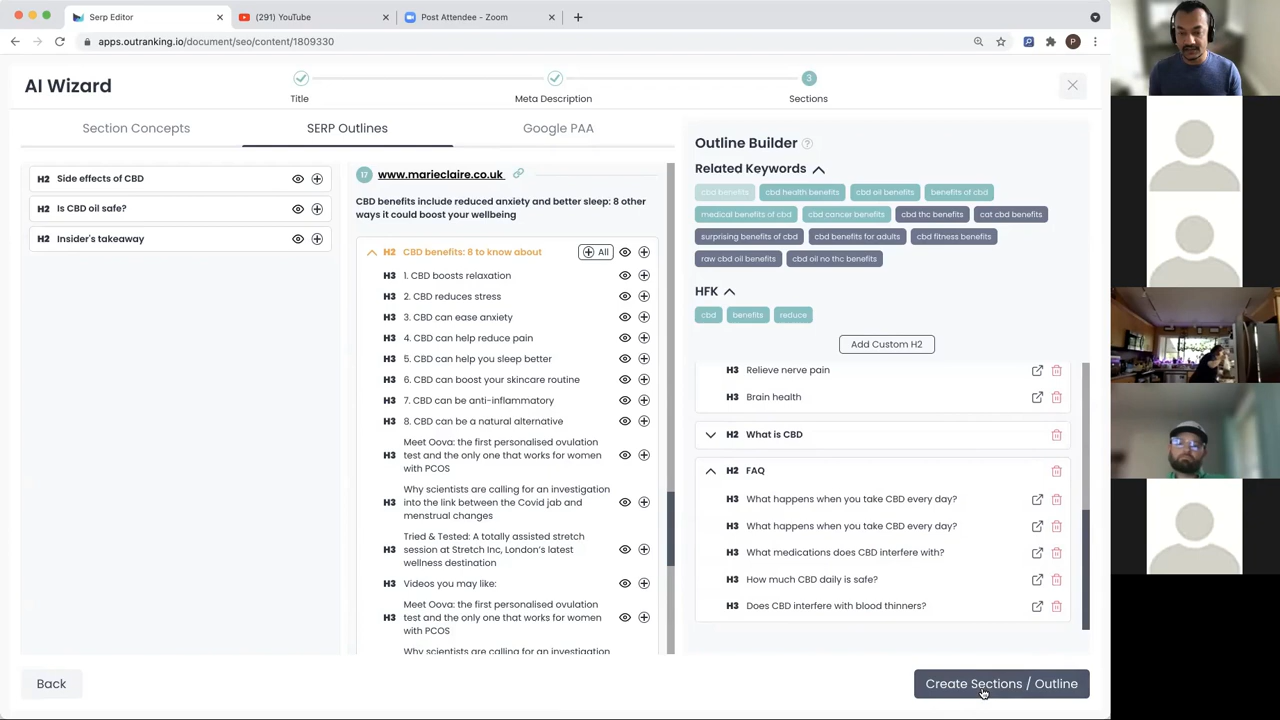 Serp Editor
(291) YouTube
Post Attendee - Zoom
apps.outranking.io/document/seo/content/1809330
P
AI Wizard
3
Title
Meta Description
Sections
Section Concepts
SERP Outlines
Google PAA
H2 Side effects of CBD
H2 Is CBD oil safe?
H2 Insider's takeaway
17 www.marieclaire.co.uk
CBD benefits include reduced anxiety and better sleep: 8 other
ways it could boost your wellbeing
H2 CBD benefits: 8 to know about
All
H3 1. CBD boosts relaxation
H3 2. CBD reduces stress
H3 3. CBD can ease anxiety
H3 4. CBD can help reduce pain
H3 5. CBD can help you sleep better
H3 6. CBD can boost your skincare routine
H3 7. CBD can be anti-inflammatory
H3 8. CBD can be a natural alternative
Meet Oova: the first personalised ovulation
H3 test and the only one that works for women
with PCOS
Why scientists are calling for an investigation
H3 into the link between the Covid jab and
menstrual changes
Tried & Tested: A totally assisted stretch
H3 session at Stretch Inc, London's latest
wellness destination
H3 Videos you may like:
Meet Oova: the first personalised ovulation
H3 test and the only one that works for women
with PCOS
Why scientists are calling for an investigation
Outline Builder ?
Related Keywords
cbd benefits cbd health benefits cbd oil benefits benefits of cbd
medical benefits of cbd cbd cancer benefits cbd thc benefits cat cbd benefits
surprising benefits of cbd cbd benefits for adults cbd fitness benefits
raw cbd oil benefits cbd oil no thc benefits
HFK
cbd benefits reduce
Add Custom H2
H3 Relieve nerve pain
H3 Brain health
H2 What is CBD
H2 FAQ
H3 What happens when you take CBD every day?
H3 What happens when you take CBD every day?
H3 What medications does CBD interfere with?
H3 How much CBD daily is safe?
H3 Does CBD interfere with blood thinners?
Back
Create Sections / Outline